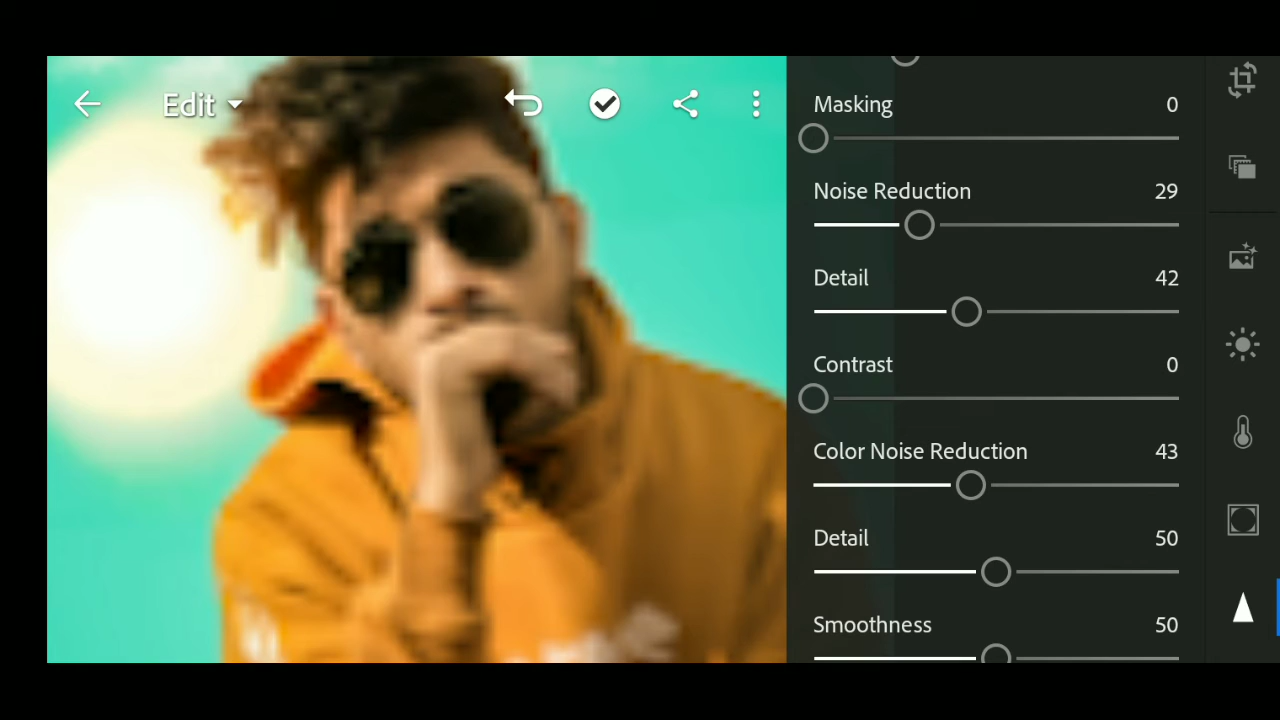 Edit
Masking 0
Noise Reduction 29
Detail 42
Contrast 0
Color Noise Reduction 43
Detail 50
Smoothness 50